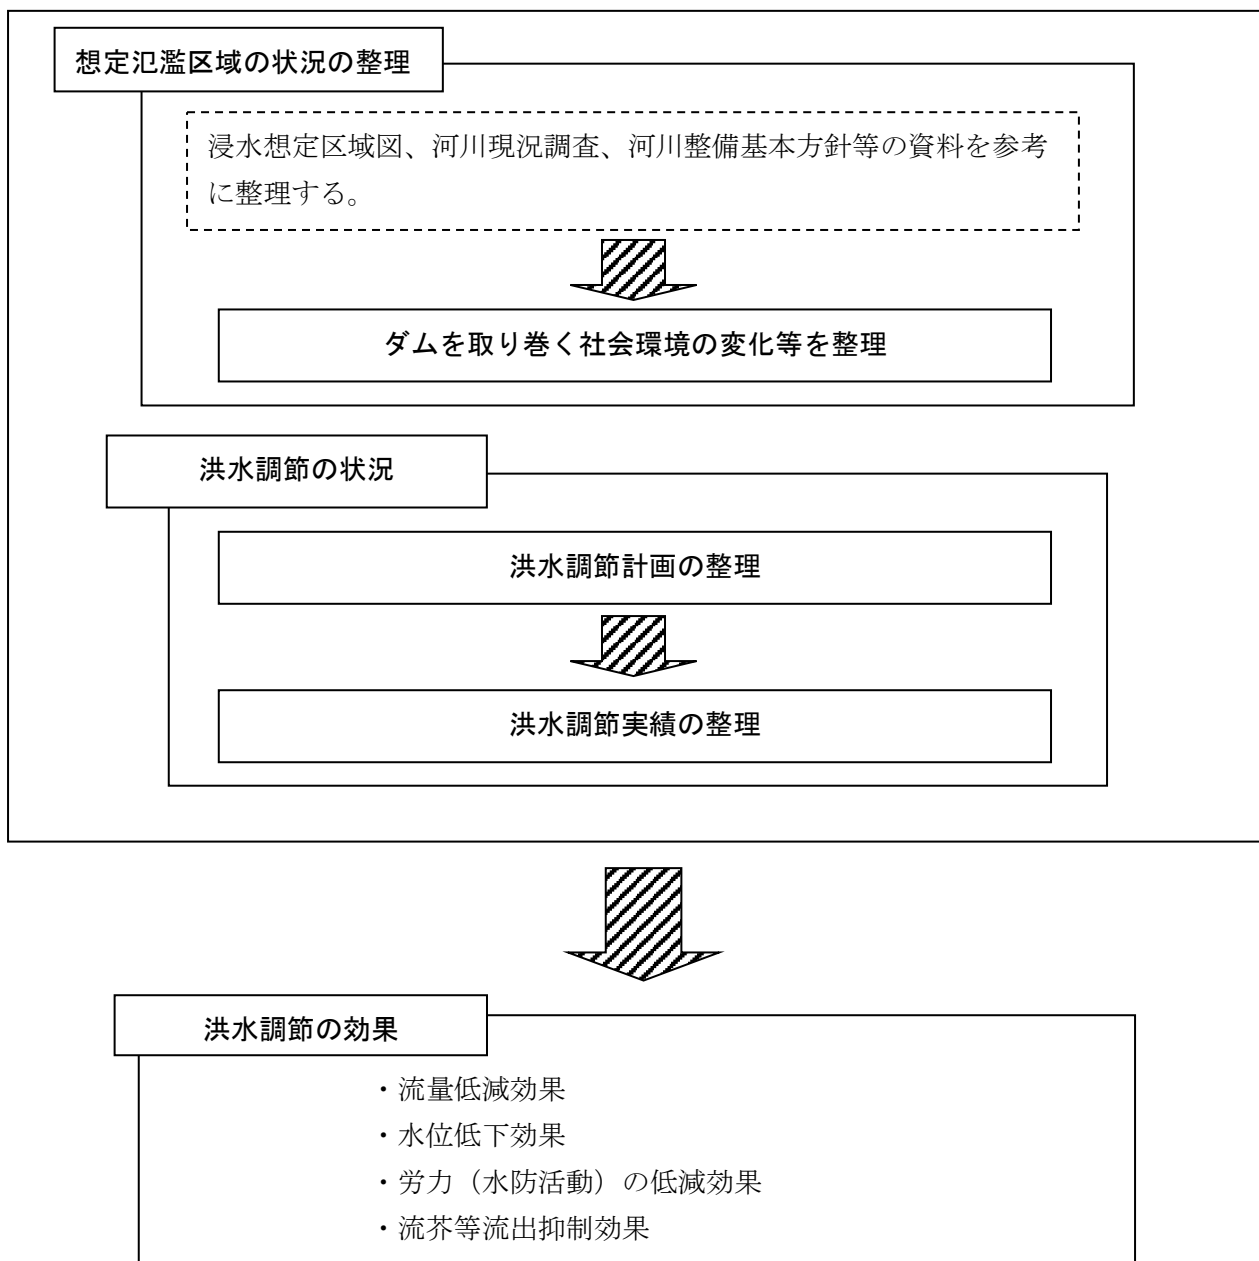 想定氾濫区域の状況の整理
浸水想定区域図、河川現況調査、河川整備基本方針等の資料を参考
に整理する。
ダムを取り巻く社会環境の変化等を整理
洪水調節の状況
洪水調節計画の整理
洪水調節実績の整理
洪水調節の効果
・流量低減効果
・水位低下効果
・労力（水防活動）の低減効果
・流芥等流出抑制効果